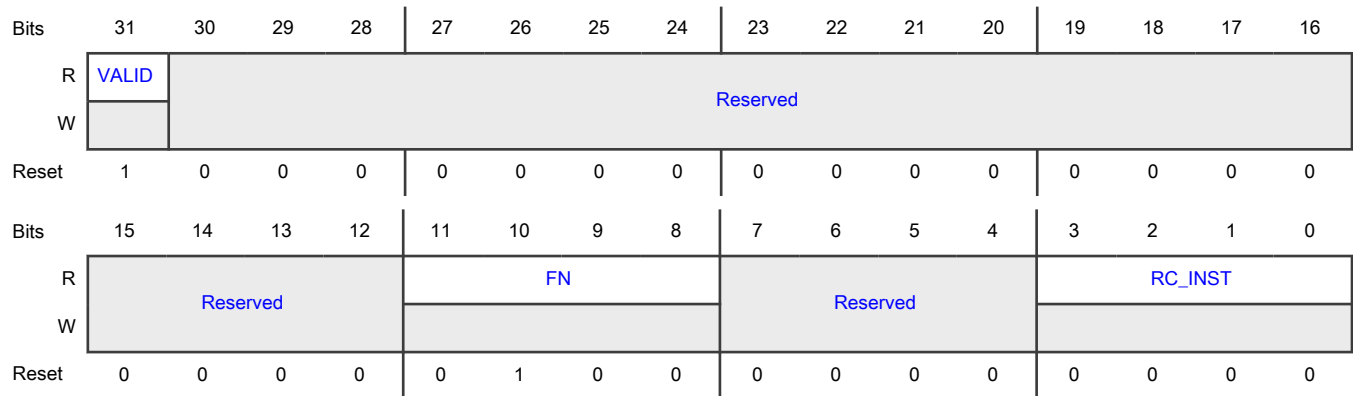 Bits 31 30 29 28 27 26 25 24 23 22 21 20 19 18 17 16
R VALID
Reserved
W
Reset 1 0 0 0 0 0 0 0 0 0 0 0 0 0 0 0
Bits 15 14 13 12 11 10 9 8 7 6 5 4 3 2 1 0
R FN RC_INST
Reserved Reserved
W
Reset 0 0 0 0 0 1 0 0 0 0 0 0 0 0 0 0